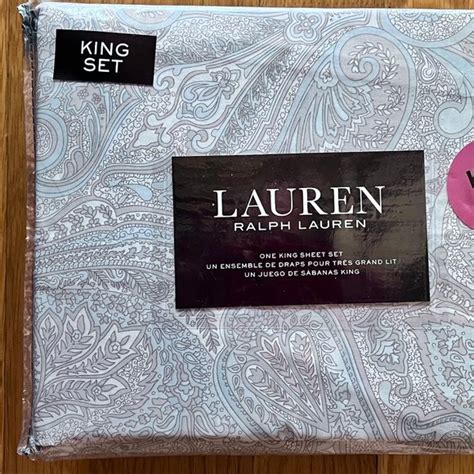 KING
SET
LAUREN
RALPH LAUREN
ONE KING SHEET SET
UN ENSEMBLE DE DRAPS POUR TRÈS GRAND LIT
UN JUEGO DE SÁBANAS KING